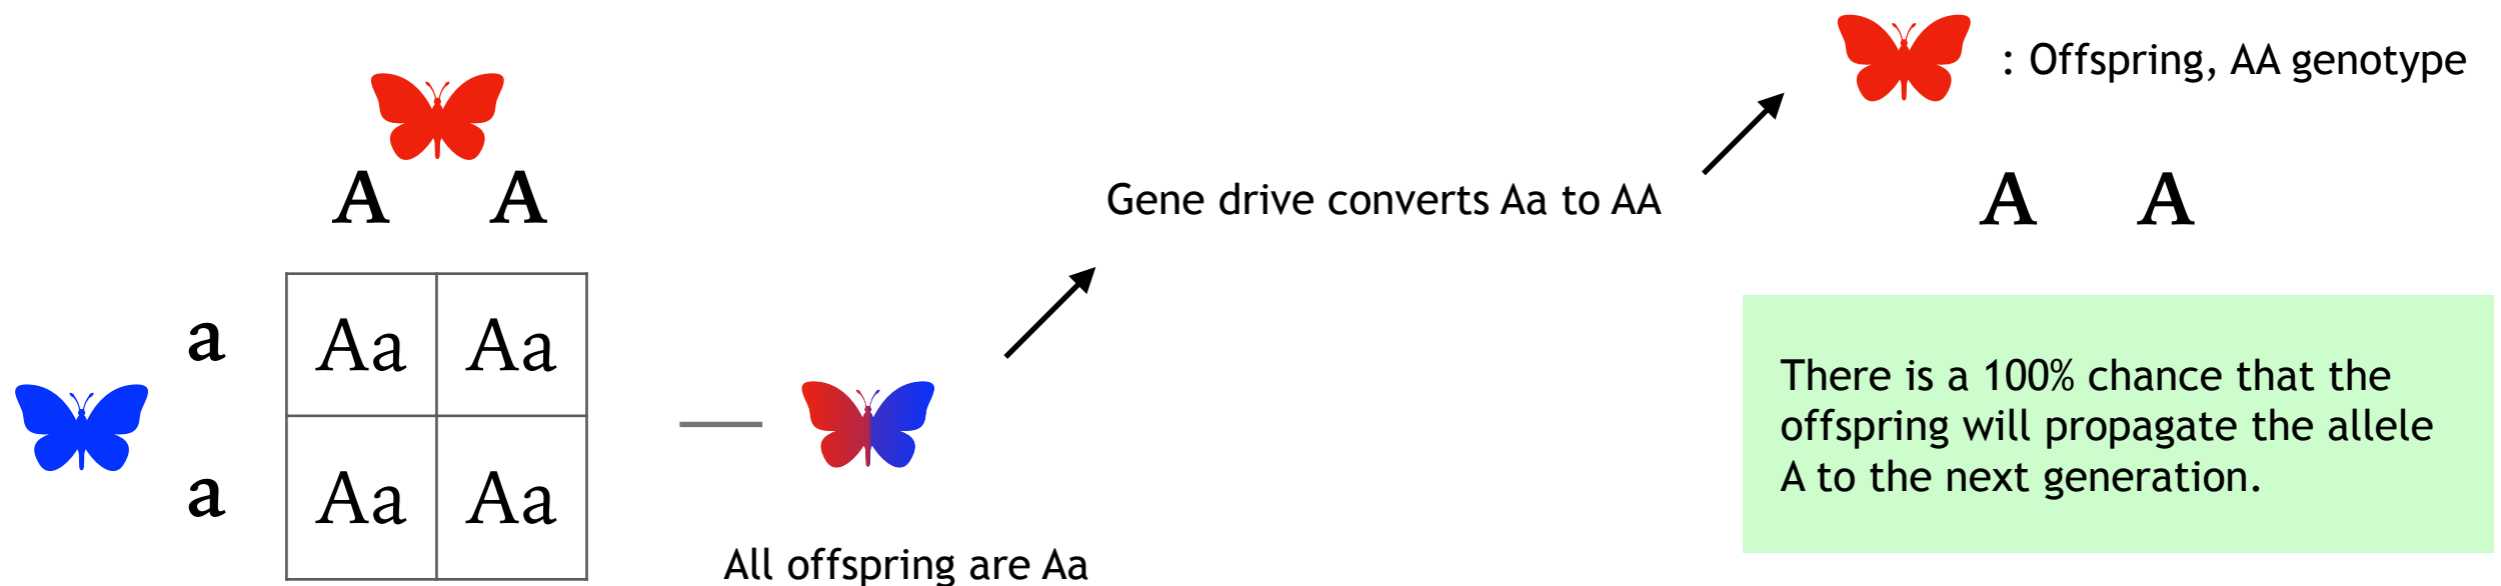 : Offspring, AA genotype
A A
Gene drive converts Aa to AA
A A
a Aa Aa
a Aa Aa
All offspring are Aa
There is a 100% chance that the
offspring will propagate the allele
A to the next generation.